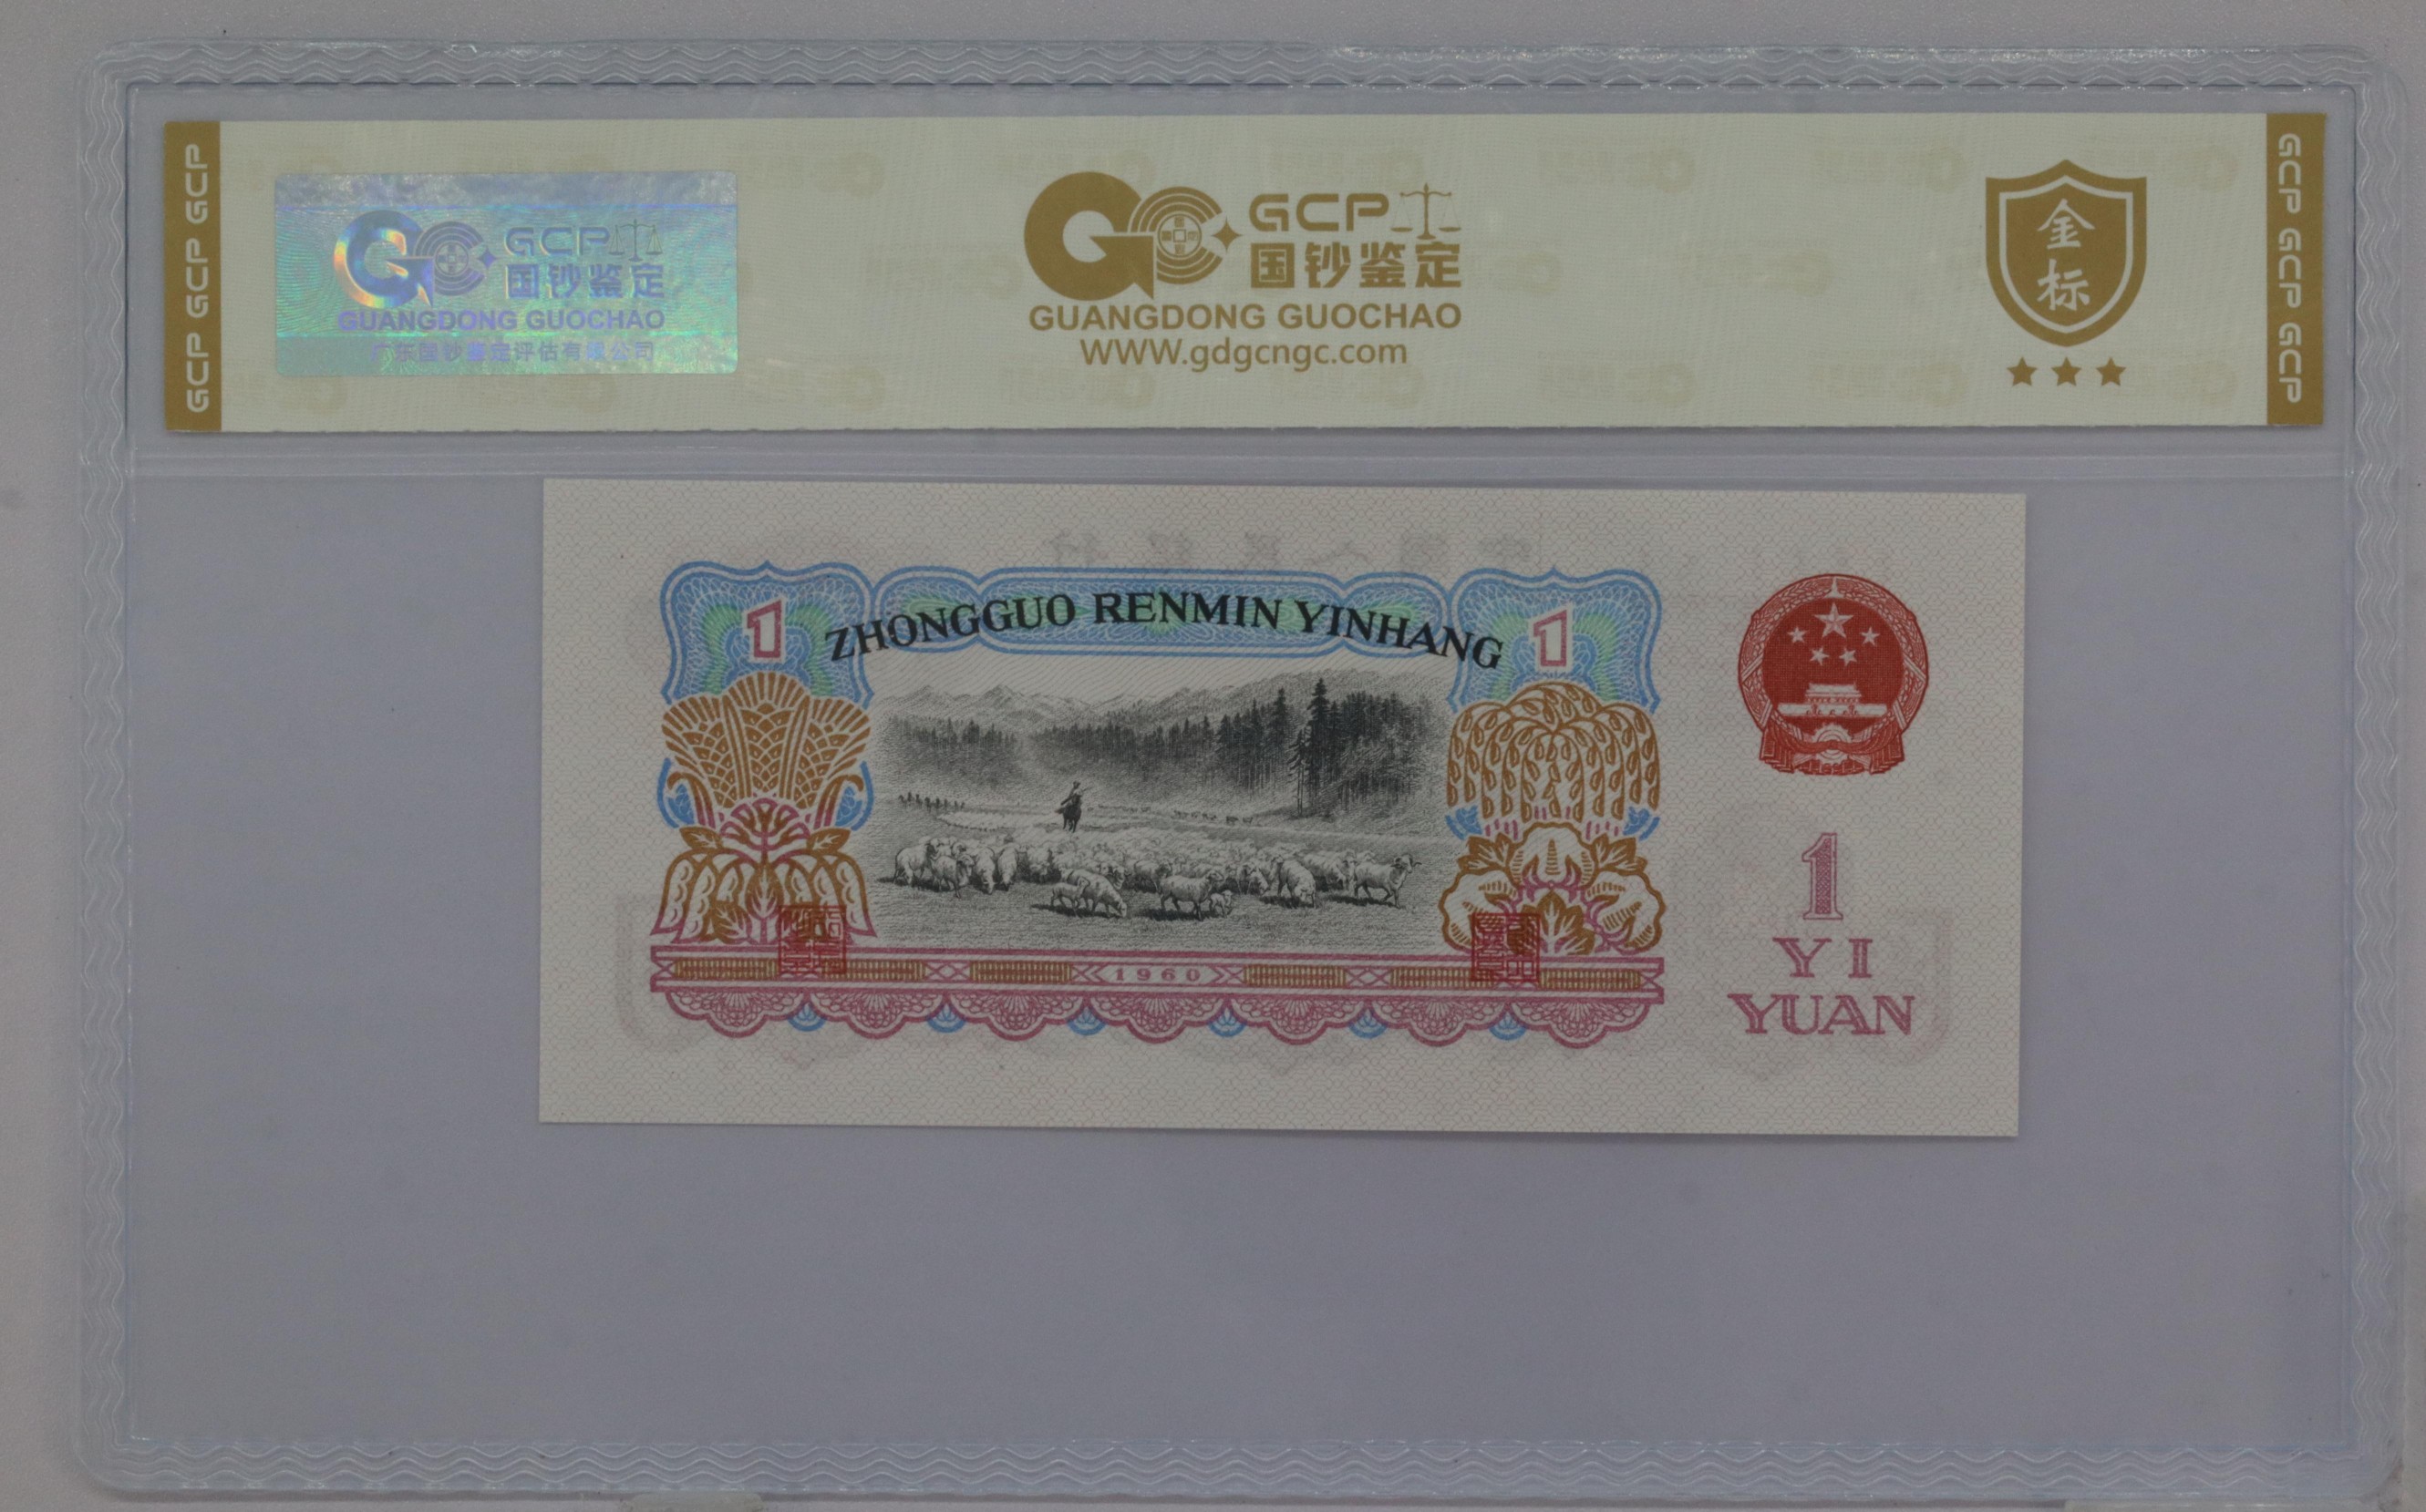 GCP GCP GCP
GCP
国钞鉴定
GUANGDONG GUOCHAO
广东国钞鉴定评估有限公司
GCP
国钞鉴定
GUANGDONG GUOCHAO
WWW.gdgcngc.com
金标
GCP GCP GCP
1
ZHONGGUO RENMIN YINHANG
1
1960
1
YI
YUAN